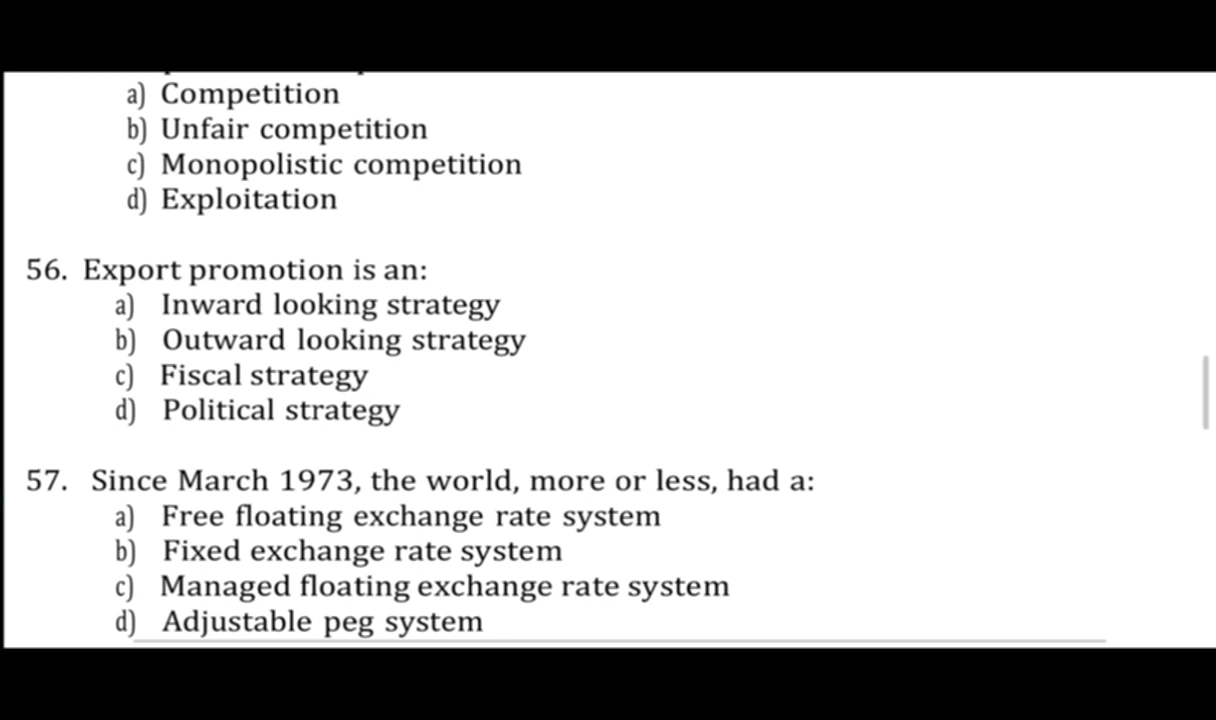 a) Competition
b) Unfair competition
c) Monopolistic competition
d) Exploitation
56. Export promotion is an:
a) Inward looking strategy
b) Outward looking strategy
c) Fiscal strategy
d) Political strategy
57. Since March 1973, the world, more or less, had a:
a) Free floating exchange rate system
b) Fixed exchange rate system
c) Managed floating exchange rate system
d) Adjustable peg system